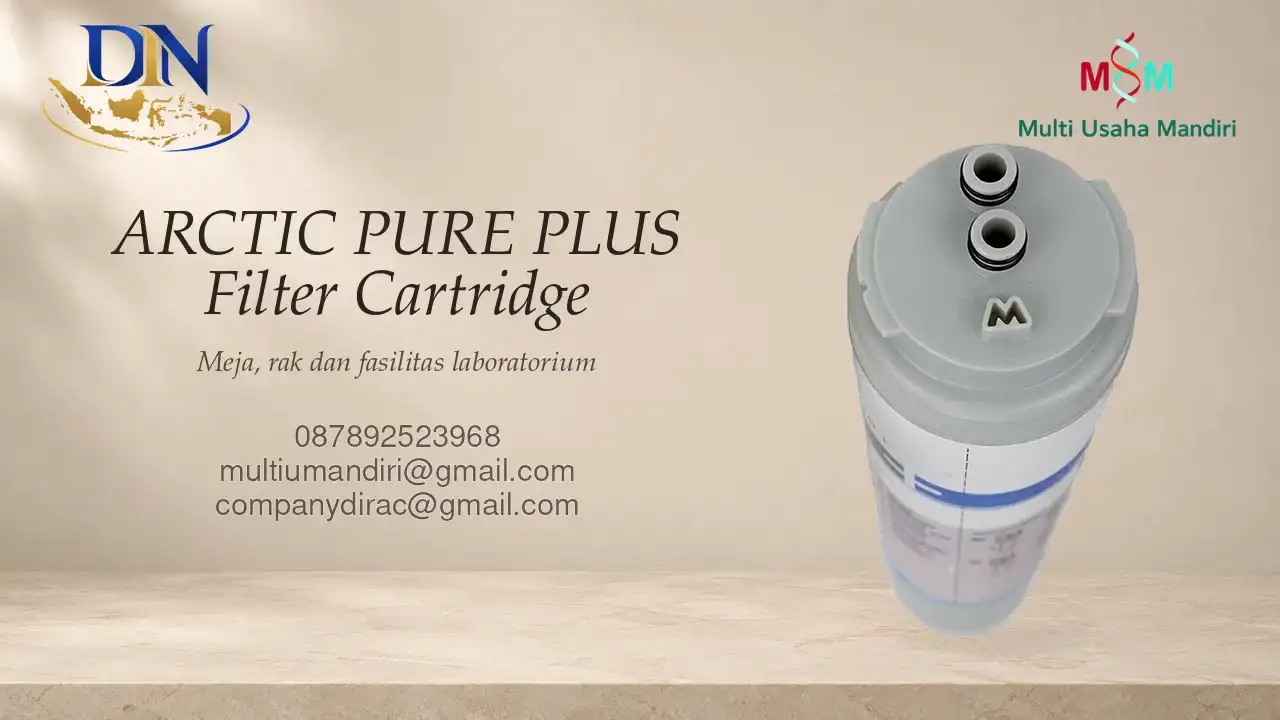 DIN
M M
Multi Usaha Mandiri
ARCTIC PURE PLUS
Filter Cartridge
Meja, rak dan fasilitas laboratorium
087892523968
multiumandiri@gmail.com
companydirac@gmail.com
M